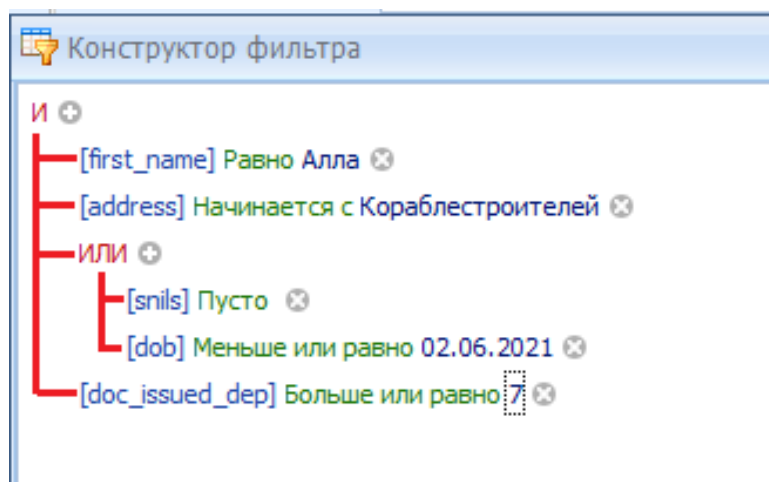 Конструктор фильтра
И
[first_name] Равно Алла
[address] Начинается с Кораблестроителей
ИЛИ
[snils] Пусто
[dob] Меньше или равно 02.06.2021
[doc_issued_dep] Больше или равно 7